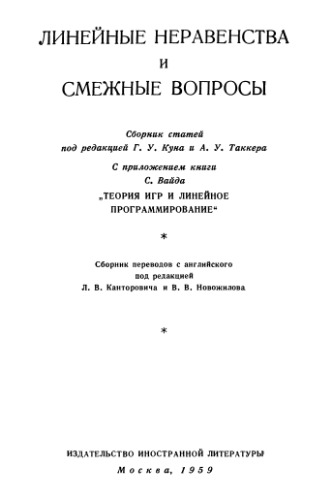 ЛИНЕЙНЫЕ НЕРАВЕНСТВА
И
СМЕЖНЫЕ ВОПРОСЫ
Сборник статей
под редакцией Г. У. Куна и А. У. Таккера
С приложением книги
С. Вайда
„ТЕОРИЯ ИГР И ЛИНЕЙНОЕ
ПРОГРАММИРОВАНИЕ“
*
Сборник переводов с английского
под редакцией
Л. В. Канторовича и В. В. Новожилова
*
ИЗДАТЕЛЬСТВО ИНОСТРАННОЙ ЛИТЕРАТУРЫ
Москва, 1959